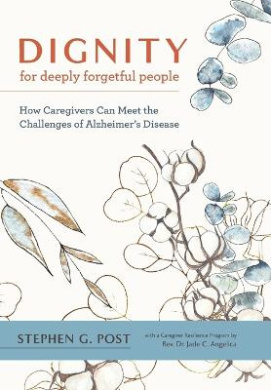 DIGNITY
for deeply forgetful people
How Caregivers Can Meet the
Challenges of Alzheimer's Disease
STEPHEN G. POST
with a Caregiver Resilience Program by
Rev. Dr. Jade C. Angelica